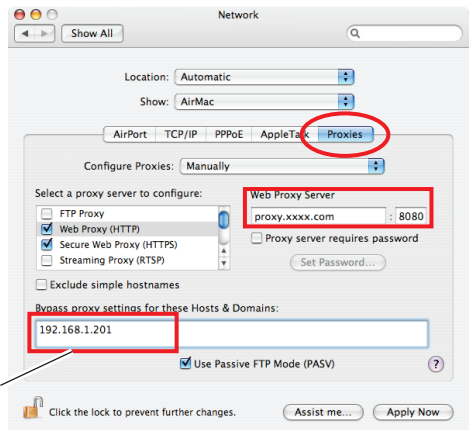 Network
Show All
Location: Automatic
Show: AirMac
AirPort TCP/IP PPPoE AppleTalk Proxies
Configure Proxies: Manually
Select a proxy server to configure: Web Proxy Server
FTP Proxy
proxy.xxxx.com : 8080
Web Proxy (HTTP)
Secure Web Proxy (HTTPS) Proxy server requires password
Streaming Proxy (RTSP) Set Password...
Exclude simple hostnames
Bypass proxy settings for these Hosts & Domains:
192.168.1.201
Use Passive FTP Mode (PASV) ?
Click the lock to prevent further changes. Assist me... Apply Now